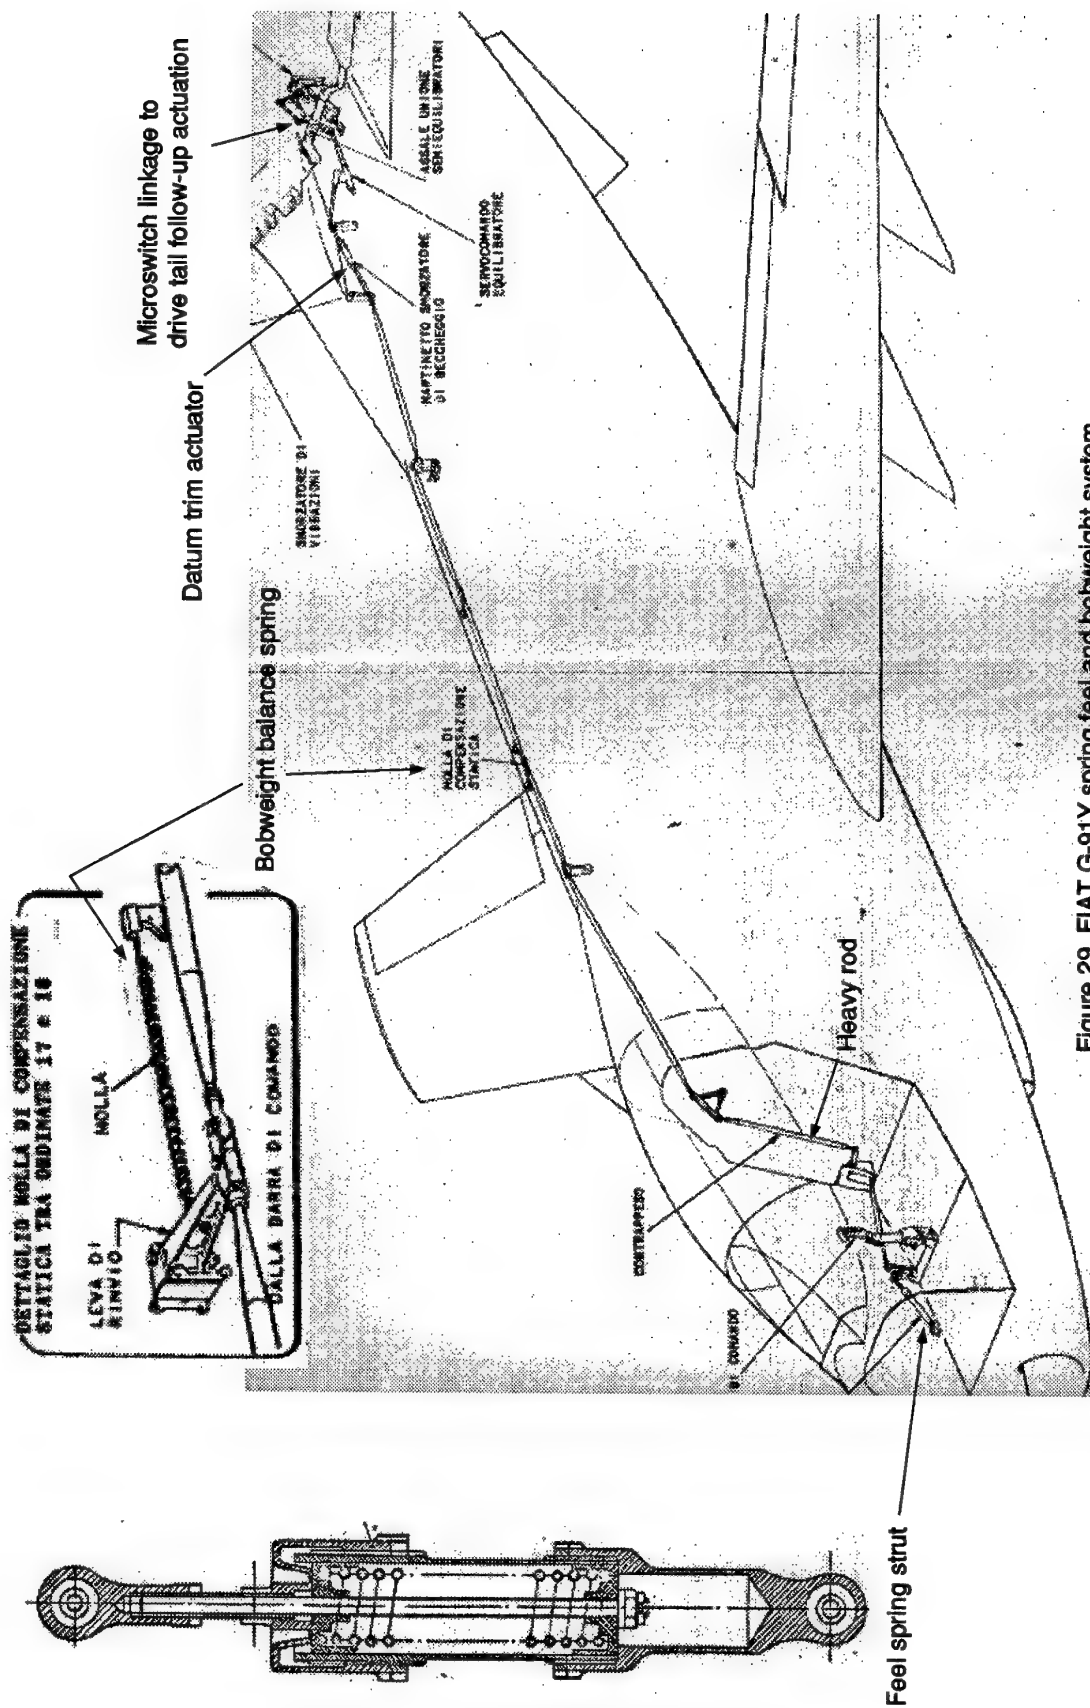 DETTAGLIO MOLLA DI COMPENSAZIONE
STATICA TRA ORDINATE 17 e 18
MOLLA
LEVA DI
RINVIO
DALLA BARRA DI COMANDO
Bobweight balance spring
Datum trim actuator
Microswitch linkage to
drive tail follow-up actuation
SMORZATORE DI
VIBRAZIONI
MOLLA DI
COMPENSAZIONE
STATICA
MARTINETTO SMORZATORE
DI BECCHEGGIO
SERVOCOMANDO
EQUILIBRATORE
ASSALE UNIONE
SEMIEQUILIBRATORI
CONTRAPPESO
DI COMANDO
Heavy rod
Feel spring strut
Figure 29. FIAT G-91Y spring feel and bobweight system